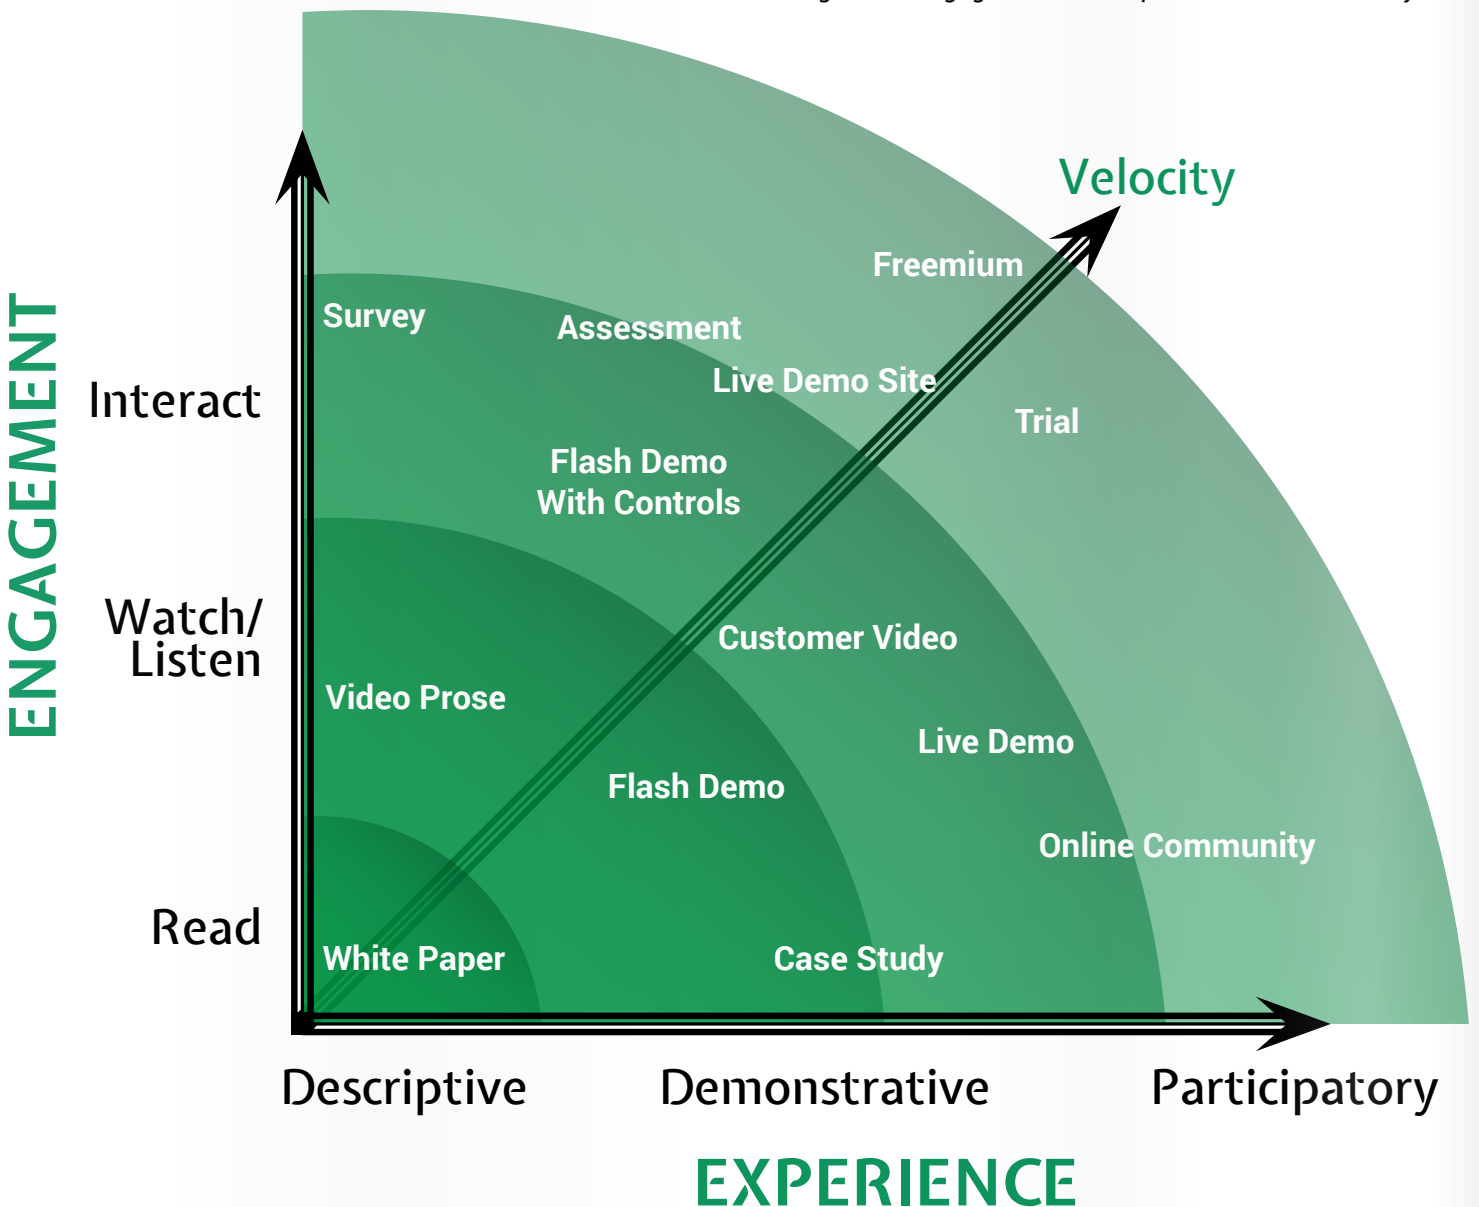 Velocity
Freemium
Survey
Assessment
Live Demo Site
Interact
Trial
Flash Demo
With Controls
ENGAGEMENT
Watch/
Listen
Customer Video
Video Prose
Live Demo
Flash Demo
Online Community
Read
White Paper
Case Study
Descriptive
Demonstrative
Participatory
EXPERIENCE